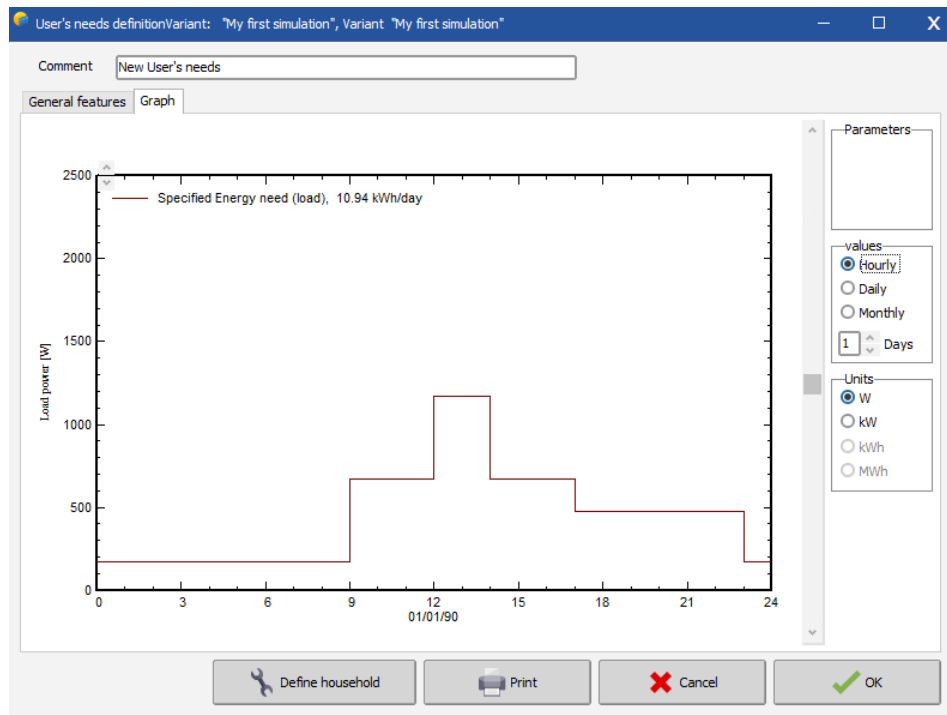 User's needs definitionVariant: "My first simulation", Variant "My first simulation"
Comment New User's needs
General features Graph
Parameters
values
Hourly
Daily
Monthly
1 Days
Units
W
kW
kWh
MWh
Specified Energy need (load), 10.94 kWh/day
Load power [W]
2500
2000
1500
1000
500
0
0 3 6 9 12 15 18 21 24
01/01/90
Define household Print Cancel OK